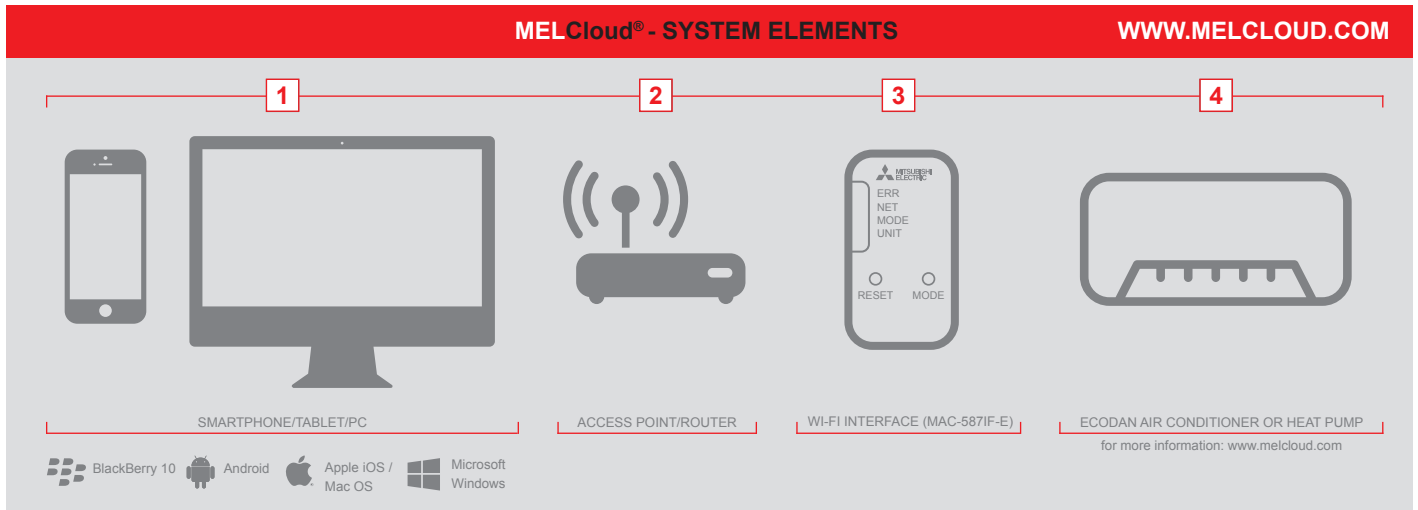 MELCloud® - SYSTEM ELEMENTS
WWW.MELCLOUD.COM
1
2
3
4
MITSUBISHI
ELECTRIC
ERR
NET
MODE
UNIT
RESET
MODE
SMARTPHONE/TABLET/PC
ACCESS POINT/ROUTER
WI-FI INTERFACE (MAC-587IF-E)
ECODAN AIR CONDITIONER OR HEAT PUMP
for more information: www.melcloud.com
BlackBerry 10
Android
Apple iOS /
Mac OS
Microsoft
Windows